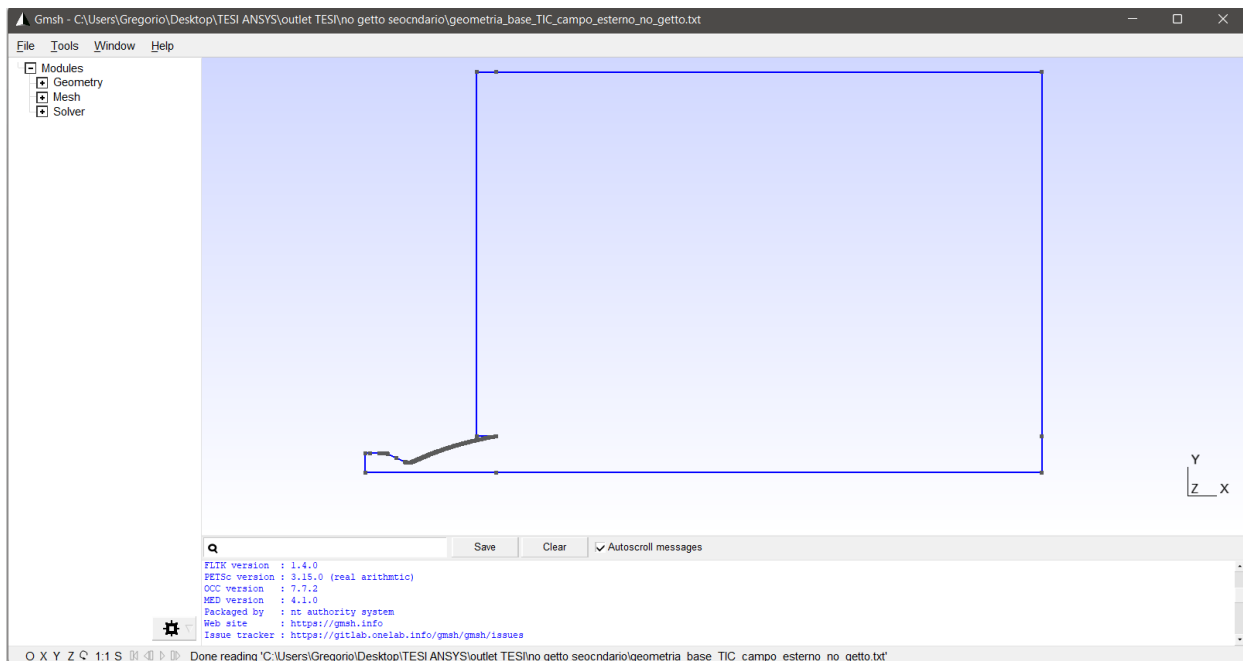 Gmsh - C:\Users\Gregorio\Desktop\TESI ANSYS\outlet TESI\no getto seocndario\geometria_base_TIC_campo_esterno_no_getto.txt
File Tools Window Help
Modules
Geometry
Mesh
Solver
Y
Z X
Save Clear Autoscroll messages
FLTK version : 1.4.0
PETSc version : 3.15.0 (real arithmtic)
OCC version : 7.7.2
MED version : 4.1.0
Packaged by : nt authority system
Web site : https://gmsh.info
Issue tracker : https://gitlab.onelab.info/gmsh/gmsh/issues
O X Y Z 1:1 S Done reading 'C:\Users\Gregorio\Desktop\TESI ANSYS\outlet TESI\no getto seocndario\geometria_base_TIC_campo_esterno_no_getto.txt'